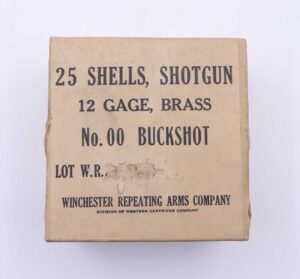 25 SHELLS, SHOTGUN
12 GAGE, BRASS
No. 00 BUCKSHOT
LOT W.R.
WINCHESTER REPEATING ARMS COMPANY
DIVISION OF WESTERN CARTRIDGE COMPANY